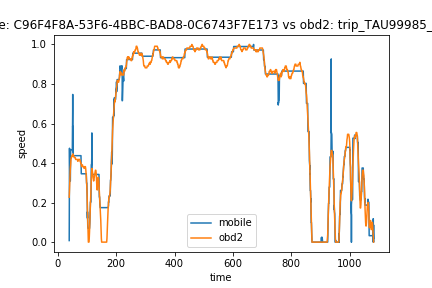 e: C96F4F8A-53F6-4BBC-BAD8-0C6743F7E173 vs obd2: trip_TAU99985_
1.0
0.8
0.6
0.4
0.2
0.0
speed
0 200 400 600 800 1000
time
mobile
obd2